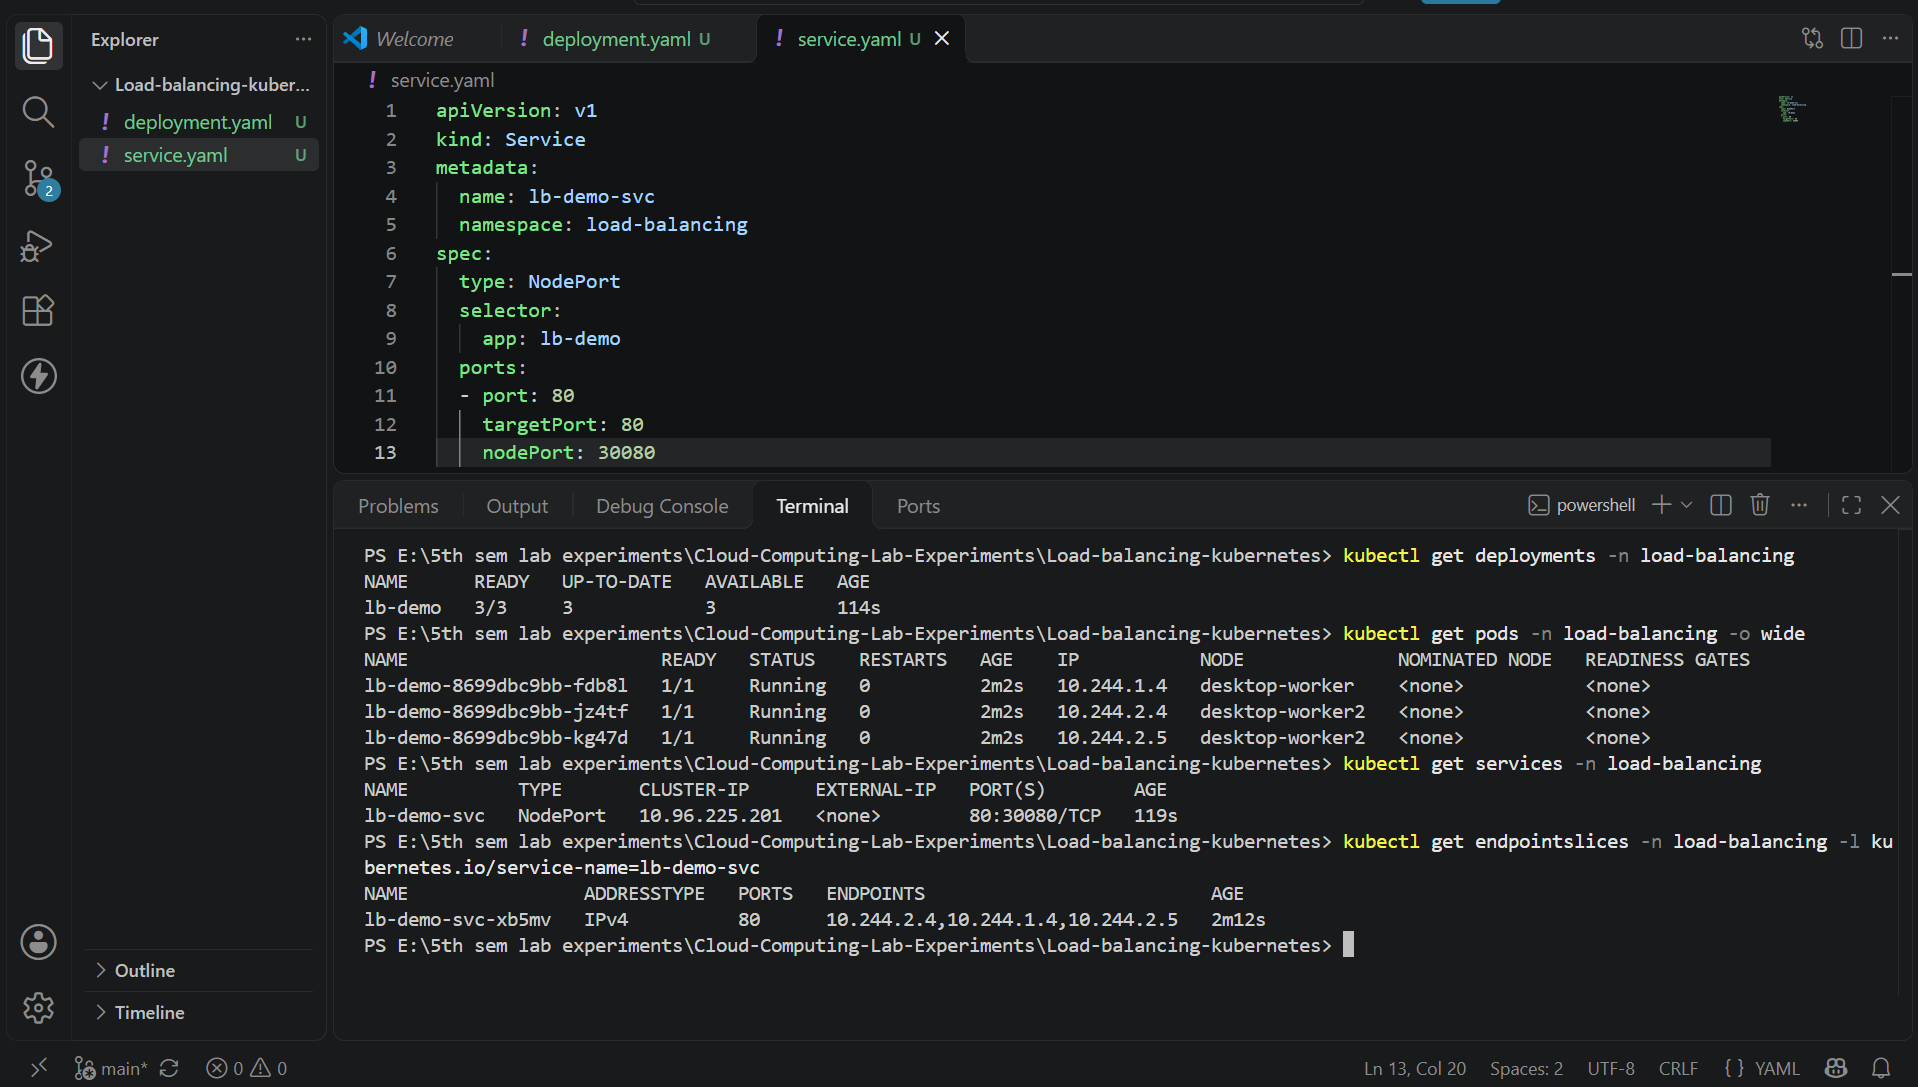 Explorer
Load-balancing-kuber...
! deployment.yaml U
! service.yaml U
2
Outline
Timeline
Welcome
! deployment.yaml U
! service.yaml U
! service.yaml
1 apiVersion: v1
2 kind: Service
3 metadata:
4   name: lb-demo-svc
5   namespace: load-balancing
6 spec:
7   type: NodePort
8   selector:
9     app: lb-demo
10   ports:
11   - port: 80
12     targetPort: 80
13     nodePort: 30080
Problems Output Debug Console Terminal Ports
powershell
PS E:\5th sem lab experiments\Cloud-Computing-Lab-Experiments\Load-balancing-kubernetes> kubectl get deployments -n load-balancing
NAME      READY   UP-TO-DATE   AVAILABLE   AGE
lb-demo   3/3     3            3           114s
PS E:\5th sem lab experiments\Cloud-Computing-Lab-Experiments\Load-balancing-kubernetes> kubectl get pods -n load-balancing -o wide
NAME                       READY   STATUS    RESTARTS   AGE    IP           NODE              NOMINATED NODE   READINESS GATES
lb-demo-8699dbc9bb-fdb8l   1/1     Running   0          2m2s   10.244.1.4   desktop-worker    <none>           <none>
lb-demo-8699dbc9bb-jz4tf   1/1     Running   0          2m2s   10.244.2.4   desktop-worker2   <none>           <none>
lb-demo-8699dbc9bb-kg47d   1/1     Running   0          2m2s   10.244.2.5   desktop-worker2   <none>           <none>
PS E:\5th sem lab experiments\Cloud-Computing-Lab-Experiments\Load-balancing-kubernetes> kubectl get services -n load-balancing
NAME          TYPE       CLUSTER-IP      EXTERNAL-IP   PORT(S)        AGE
lb-demo-svc   NodePort   10.96.225.201   <none>        80:30080/TCP   119s
PS E:\5th sem lab experiments\Cloud-Computing-Lab-Experiments\Load-balancing-kubernetes> kubectl get endpointslices -n load-balancing -l ku
bernetes.io/service-name=lb-demo-svc
NAME                ADDRESSTYPE   PORTS   ENDPOINTS                          AGE
lb-demo-svc-xb5mv   IPv4          80      10.244.2.4,10.244.1.4,10.244.2.5   2m12s
PS E:\5th sem lab experiments\Cloud-Computing-Lab-Experiments\Load-balancing-kubernetes>
main* 0 0 Ln 13, Col 20 Spaces: 2 UTF-8 CRLF { } YAML